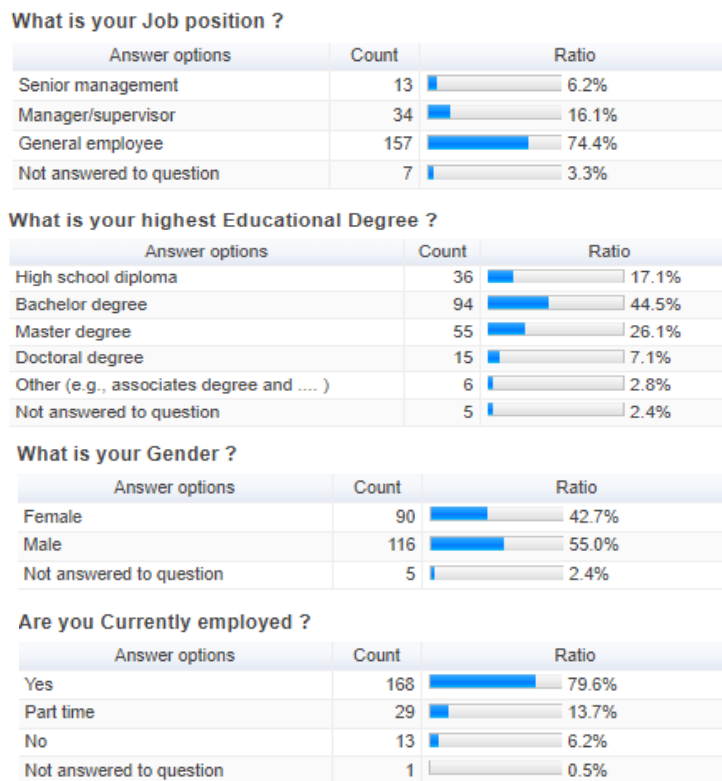 What is your Job position ?
Answer options Count Ratio
Senior management 13 6.2%
Manager/supervisor 34 16.1%
General employee 157 74.4%
Not answered to question 7 3.3%
What is your highest Educational Degree ?
Answer options Count Ratio
High school diploma 36 17.1%
Bachelor degree 94 44.5%
Master degree 55 26.1%
Doctoral degree 15 7.1%
Other (e.g., associates degree and .... ) 6 2.8%
Not answered to question 5 2.4%
What is your Gender ?
Answer options Count Ratio
Female 90 42.7%
Male 116 55.0%
Not answered to question 5 2.4%
Are you Currently employed ?
Answer options Count Ratio
Yes 168 79.6%
Part time 29 13.7%
No 13 6.2%
Not answered to question 1 0.5%